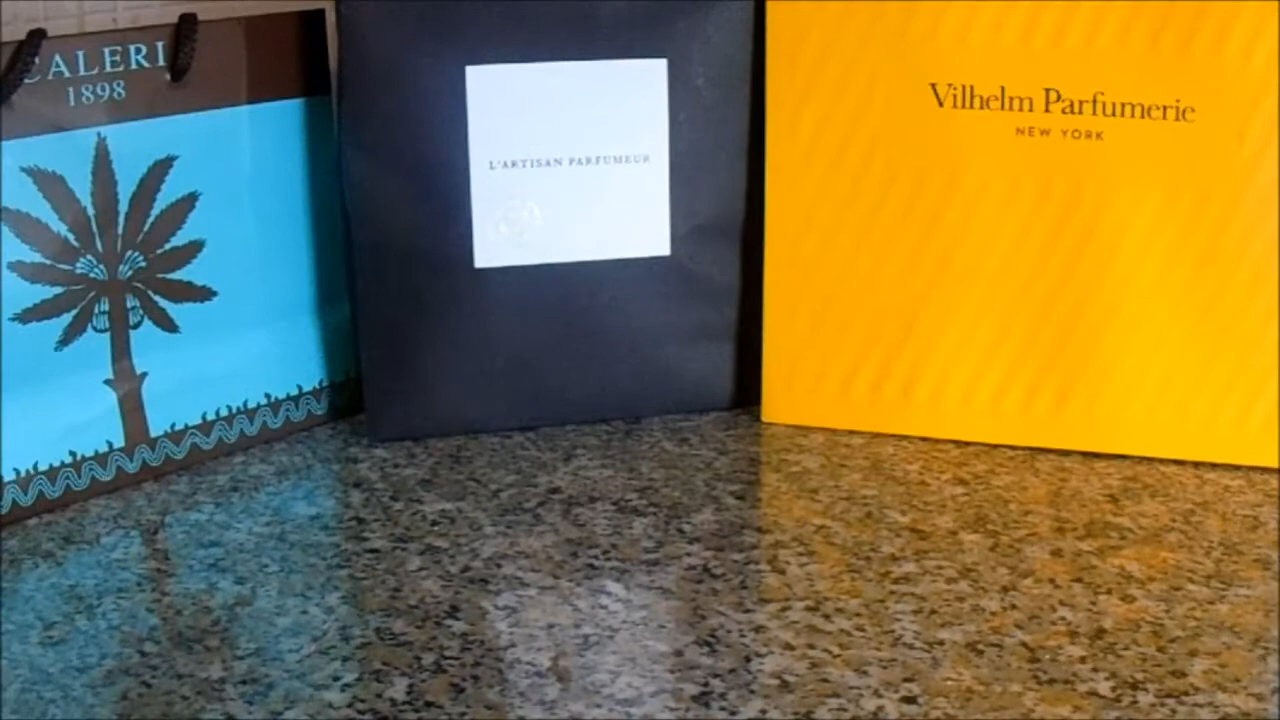 CALERI
1898
L'ARTISAN PARFUMEUR
Vilhelm Parfumerie
NEW YORK